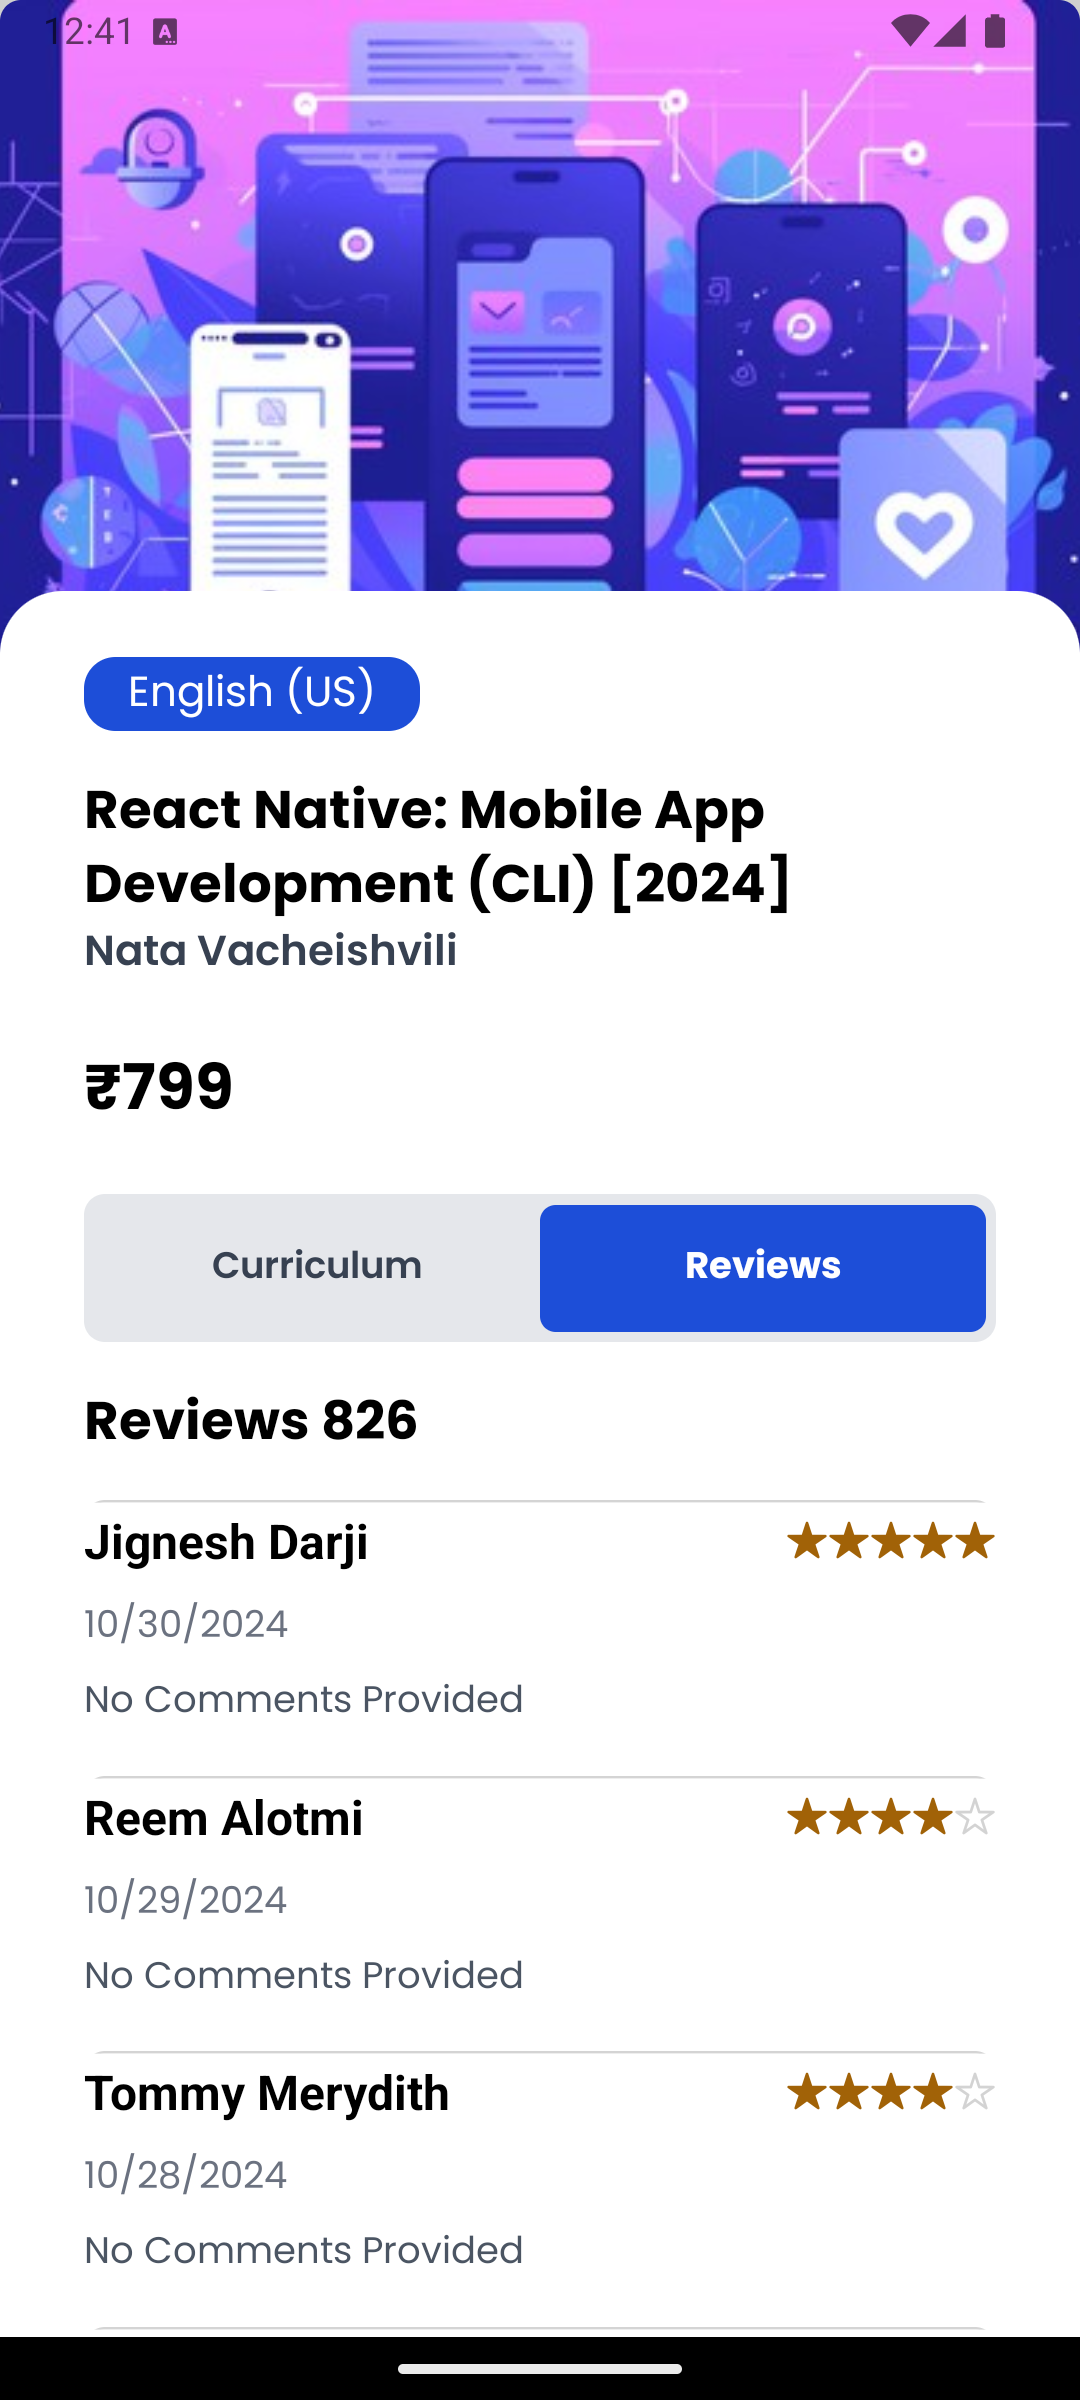 12:41
English (US)
React Native: Mobile App
Development (CLI) [2024]
Nata Vacheishvili
₹799
Curriculum
Reviews
Reviews 826
Jignesh Darji
10/30/2024
No Comments Provided
Reem Alotmi
10/29/2024
No Comments Provided
Tommy Merydith
10/28/2024
No Comments Provided